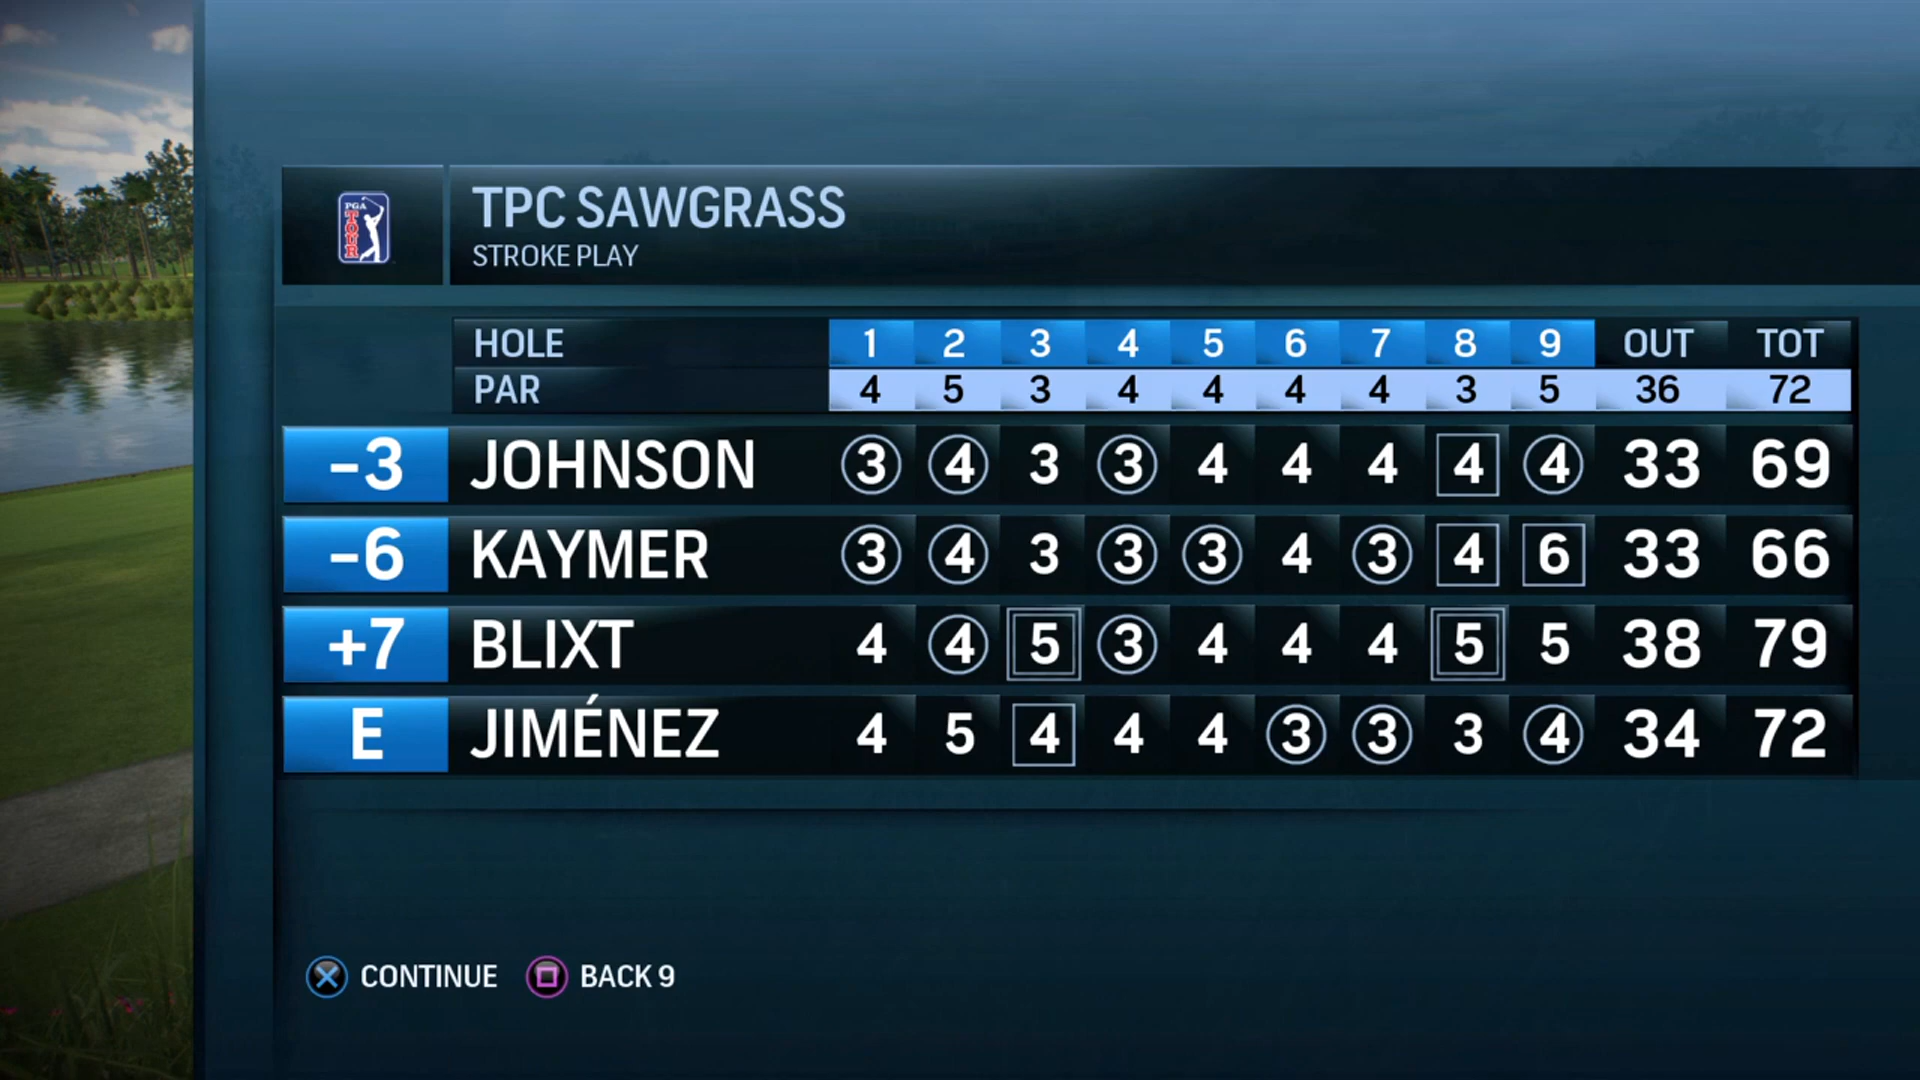 PGA TOUR
TPC SAWGRASS
STROKE PLAY
HOLE 1 2 3 4 5 6 7 8 9 OUT TOT
PAR 4 5 3 4 4 4 4 3 5 36 72
-3 JOHNSON 3 4 3 3 4 4 4 4 4 33 69
-6 KAYMER 3 4 3 3 3 4 3 4 6 33 66
+7 BLIXT 4 4 5 3 4 4 4 5 5 38 79
E JIMÉNEZ 4 5 4 4 4 3 3 3 4 34 72
CONTINUE BACK 9